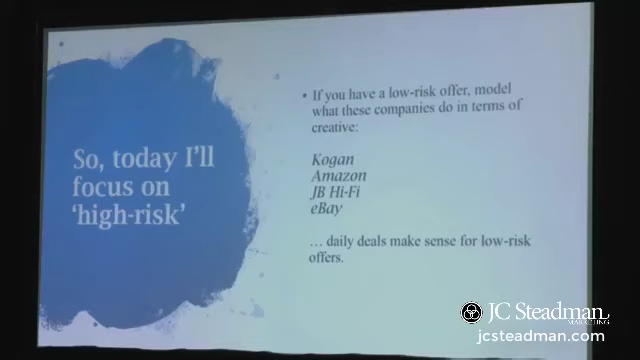 So, today I'll
focus on
'high-risk'
• If you have a low-risk offer, model
what these companies do in terms of
creative:
Kogan
Amazon
JB Hi-Fi
eBay
… daily deals make sense for low-risk
offers.
JC Steadman
MARKETING
jcsteadman.com